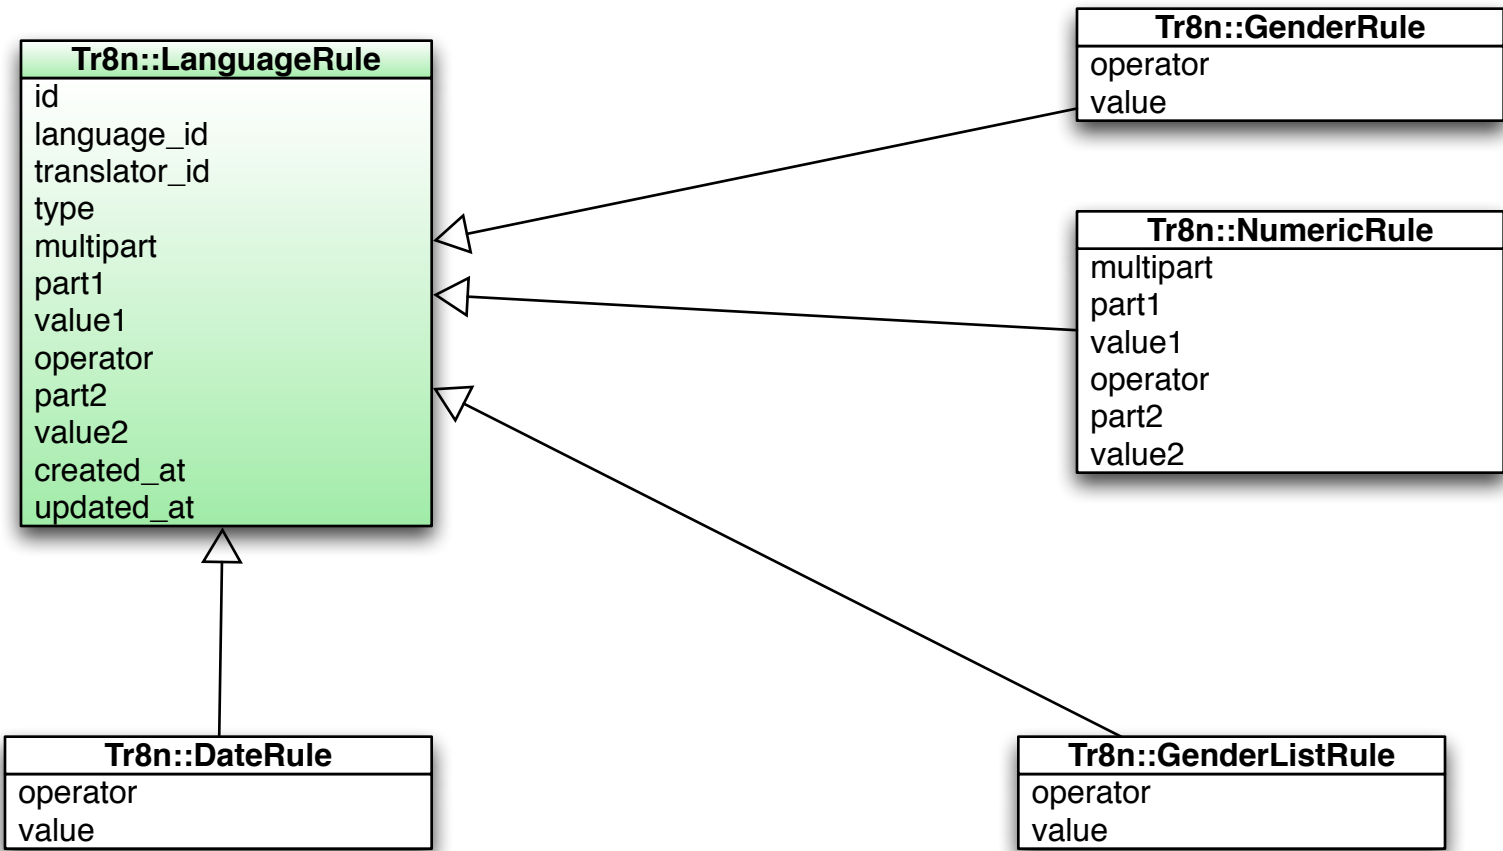 Tr8n::LanguageRule
id
language_id
translator_id
type
multipart
part1
value1
operator
part2
value2
created_at
updated_at
Tr8n::GenderRule
operator
value
Tr8n::NumericRule
multipart
part1
value1
operator
part2
value2
Tr8n::DateRule
operator
value
Tr8n::GenderListRule
operator
value